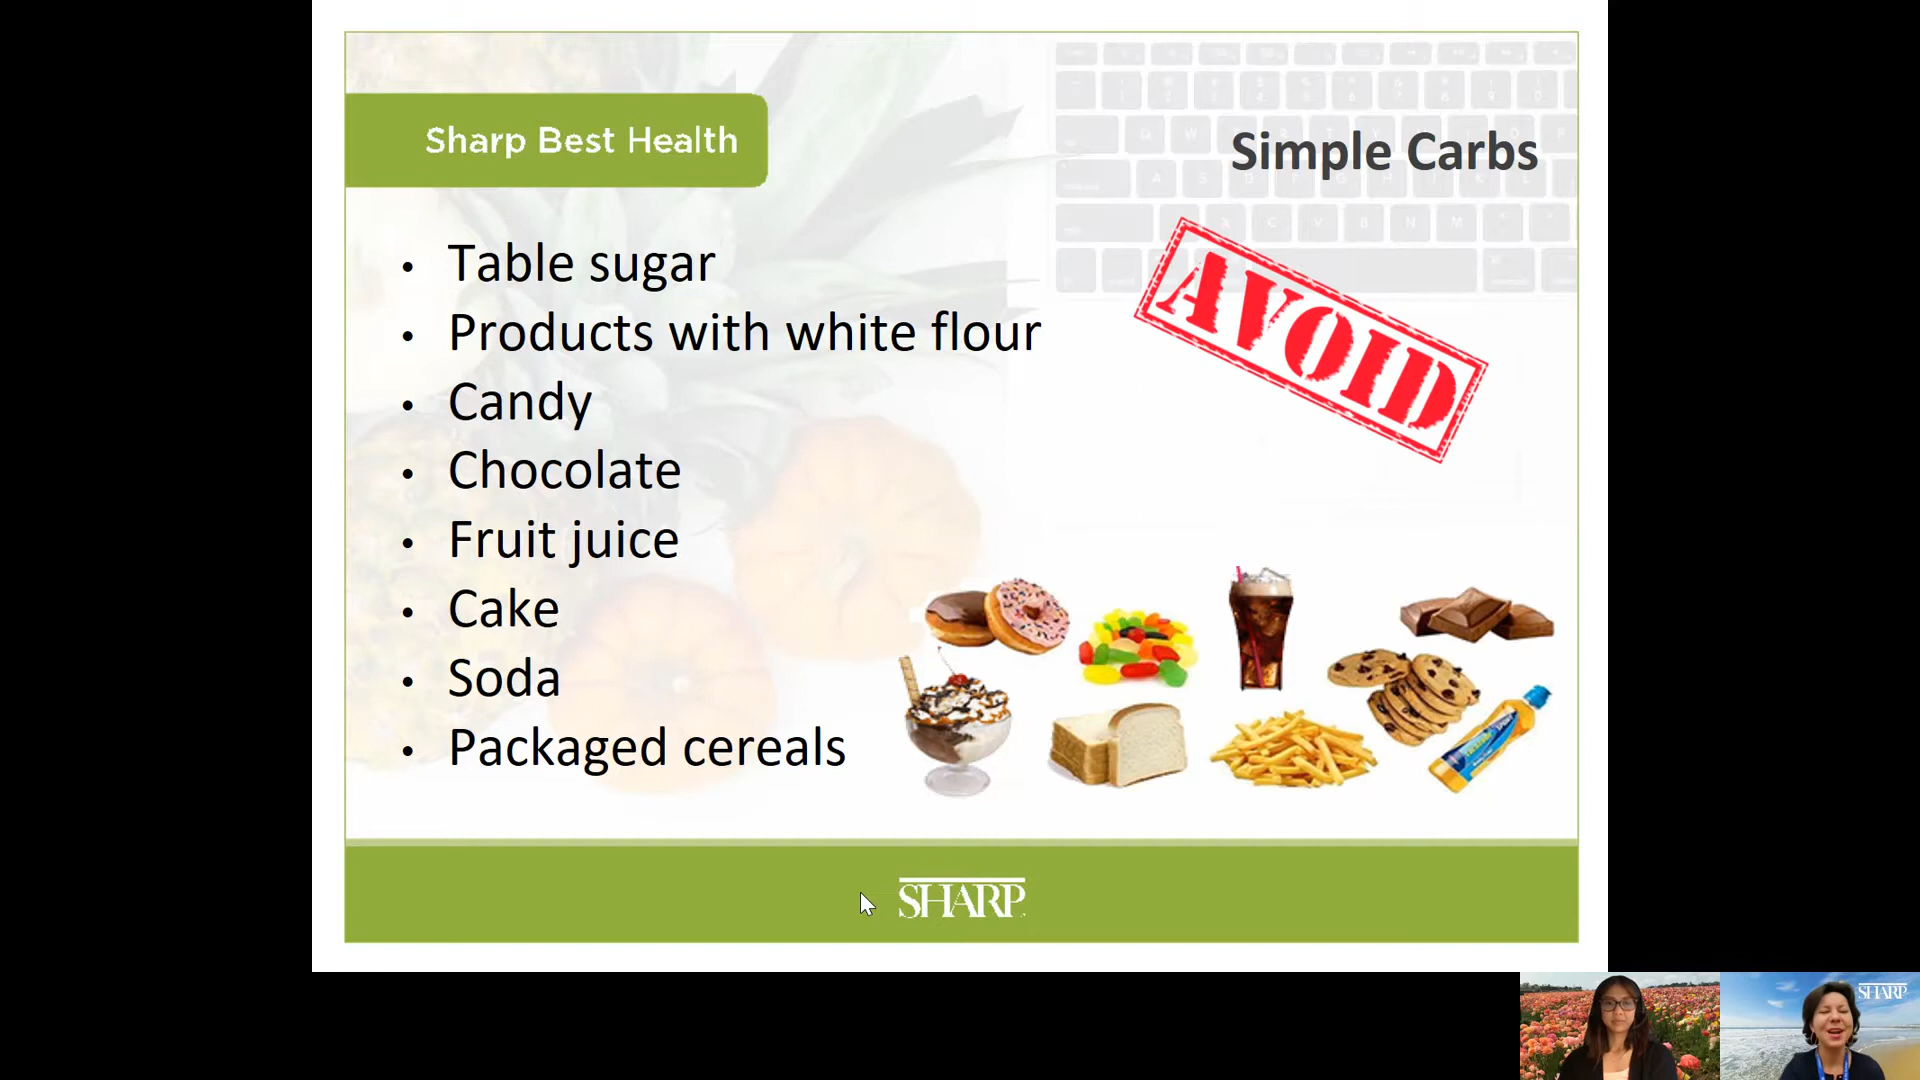 Sharp Best Health
Simple Carbs
AVOID
• Table sugar
• Products with white flour
• Candy
• Chocolate
• Fruit juice
• Cake
• Soda
• Packaged cereals
SHARP
SHARP